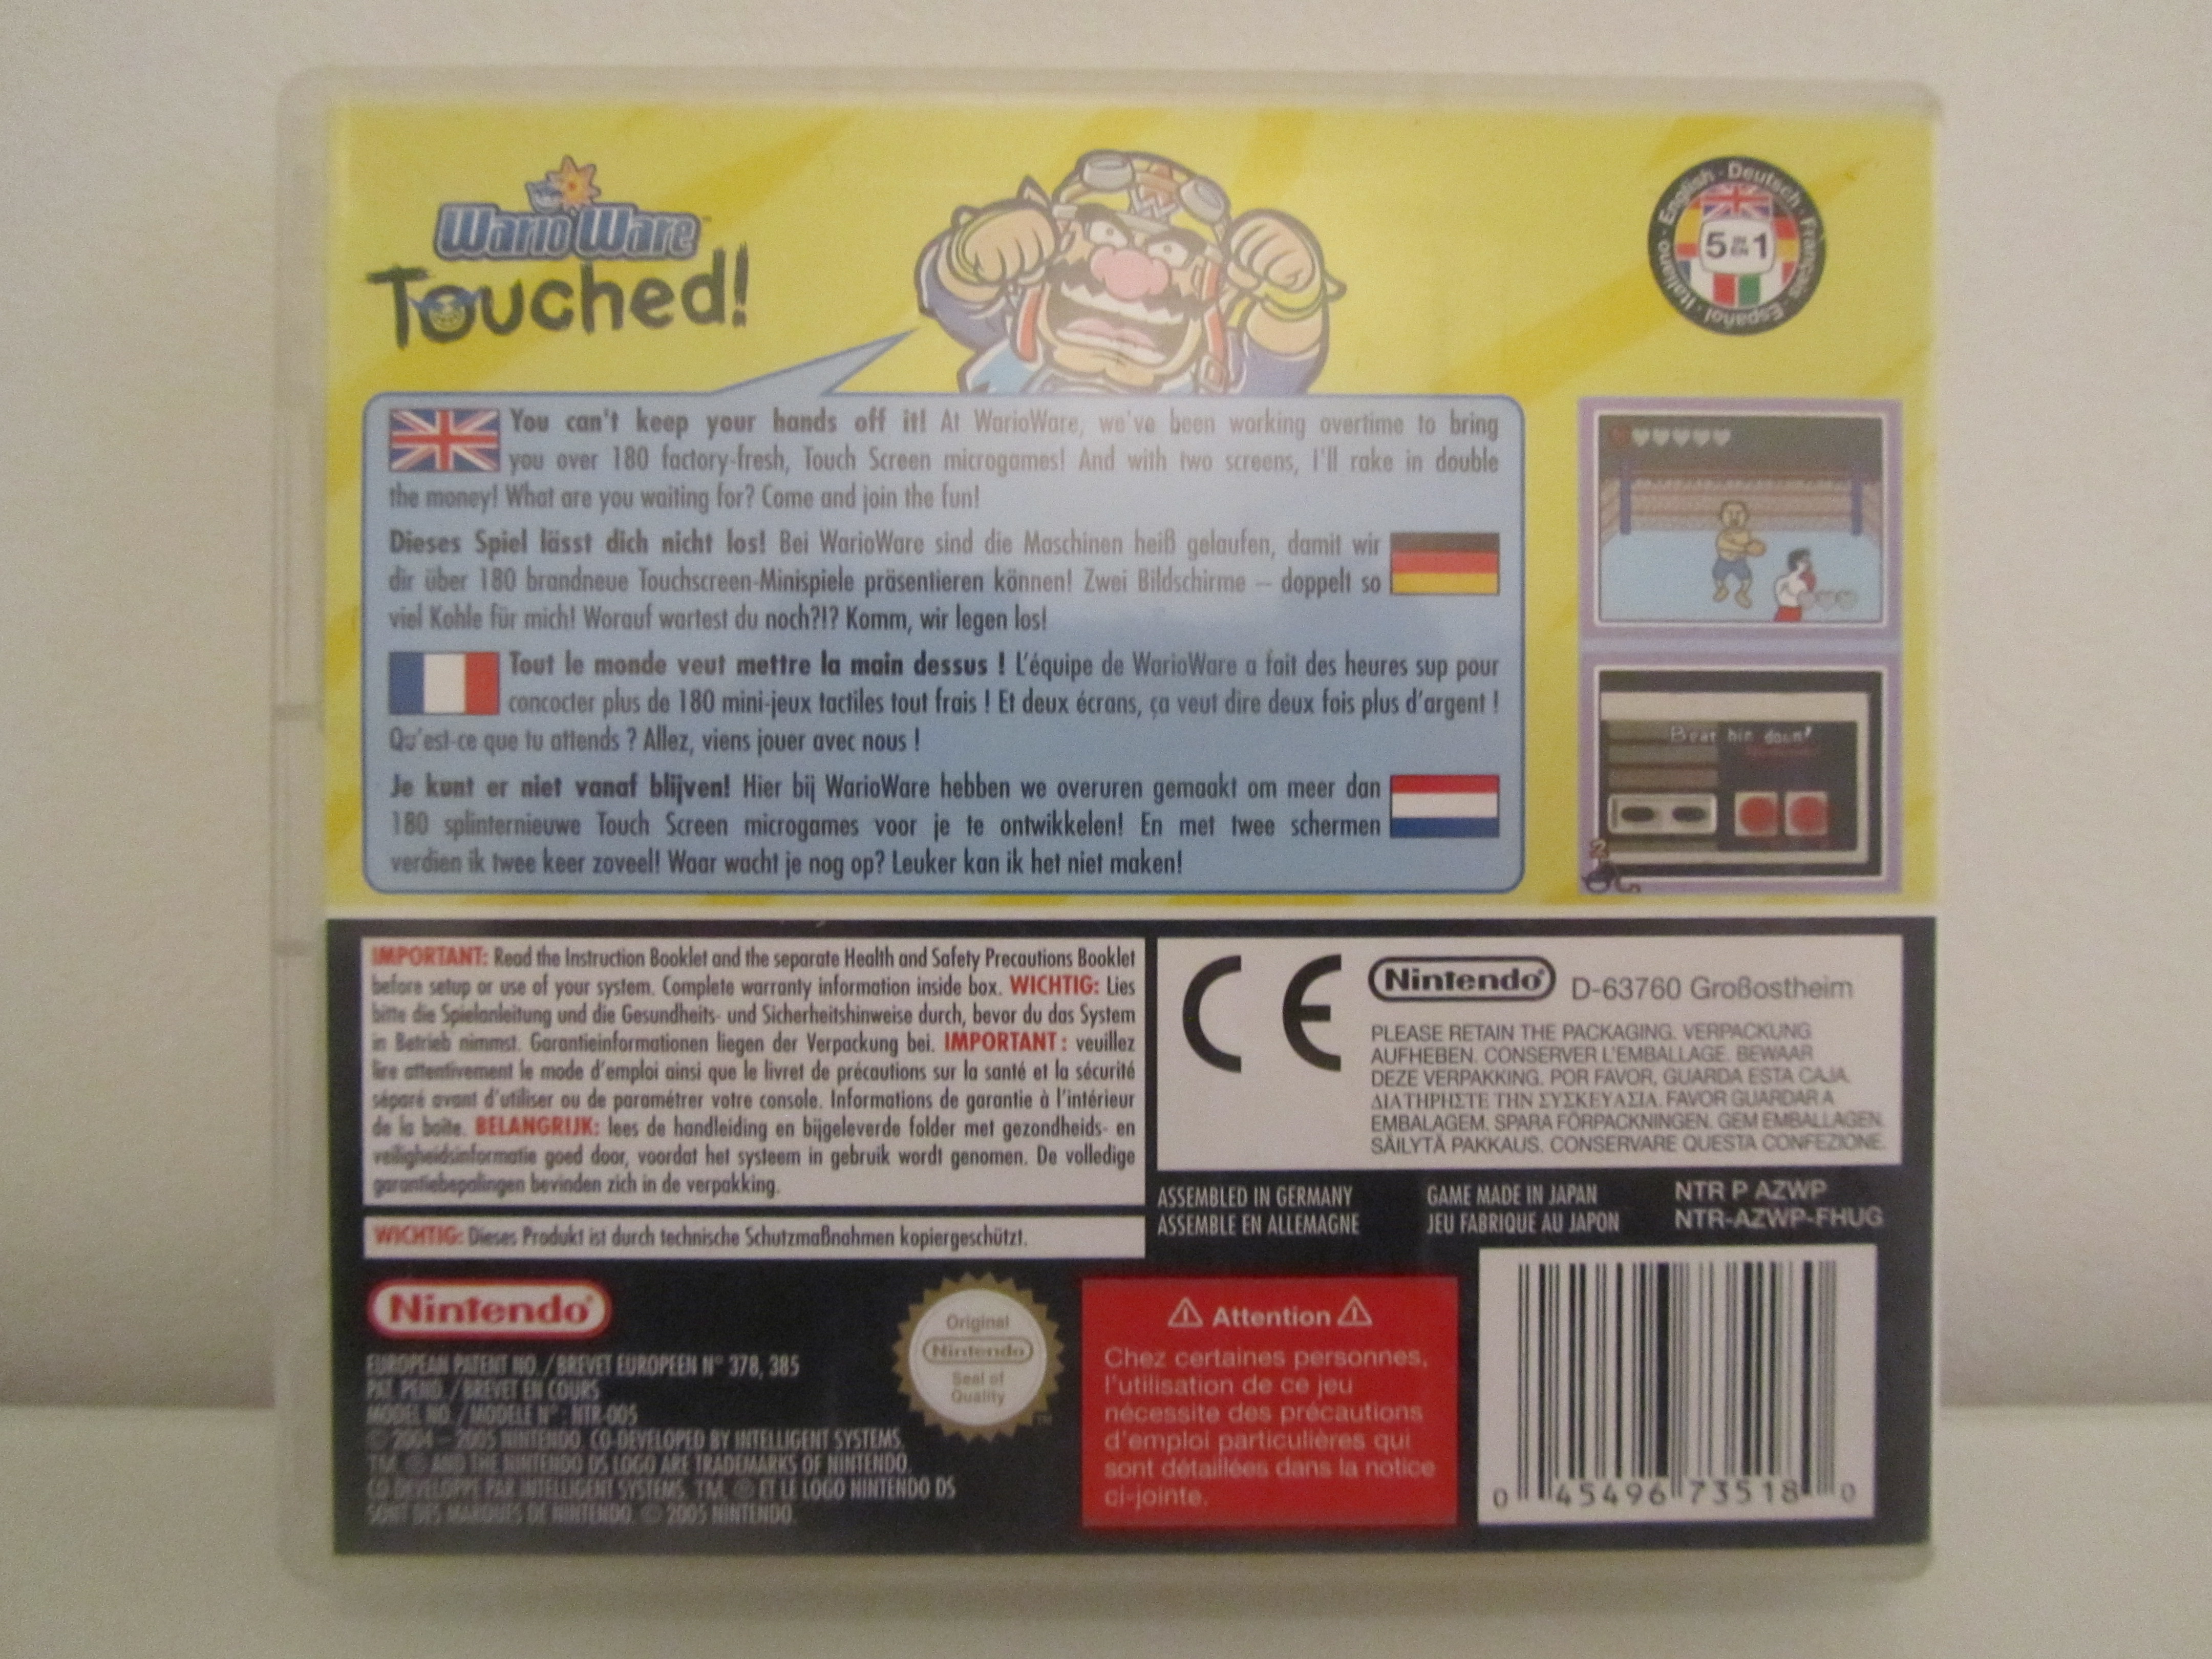 WarioWare™
Touched!
English · Deutsch · Français · Español · Italiano
5 IN EN 1
You can't keep your hands off it! At WarioWare, we've been working overtime to bring
you over 180 factory-fresh, Touch Screen microgames! And with two screens, I'll rake in double
the money! What are you waiting for? Come and join the fun!
Dieses Spiel lässt dich nicht los! Bei WarioWare sind die Maschinen heiß gelaufen, damit wir
dir über 180 brandneue Touchscreen-Minispiele präsentieren können! Zwei Bildschirme – doppelt so
viel Kohle für mich! Worauf wartest du noch?!? Komm, wir legen los!
Tout le monde veut mettre la main dessus ! L'équipe de WarioWare a fait des heures sup pour
concocter plus de 180 mini-jeux tactiles tout frais ! Et deux écrans, ça veut dire deux fois plus d'argent !
Qu'est-ce que tu attends ? Allez, viens jouer avec nous !
Je kunt er niet vanaf blijven! Hier bij WarioWare hebben we overuren gemaakt om meer dan
180 splinternieuwe Touch Screen microgames voor je te ontwikkelen! En met twee schermen
verdien ik twee keer zoveel! Waar wacht je nog op? Leuker kan ik het niet maken!
Beat him down!
2
IMPORTANT: Read the Instruction Booklet and the separate Health and Safety Precautions Booklet
before setup or use of your system. Complete warranty information inside box. WICHTIG: Lies
bitte die Spielanleitung und die Gesundheits- und Sicherheitshinweise durch, bevor du das System
in Betrieb nimmst. Garantieinformationen liegen der Verpackung bei. IMPORTANT : veuillez
lire attentivement le mode d'emploi ainsi que le livret de précautions sur la santé et la sécurité
séparé avant d'utiliser ou de paramétrer votre console. Informations de garantie à l'intérieur
de la boîte. BELANGRIJK: lees de handleiding en bijgeleverde folder met gezondheids- en
veiligheidsinformatie goed door, voordat het systeem in gebruik wordt genomen. De volledige
garantiebepalingen bevinden zich in de verpakking.
WICHTIG: Dieses Produkt ist durch technische Schutzmaßnahmen kopiergeschützt.
CE
Nintendo® D-63760 Großostheim
PLEASE RETAIN THE PACKAGING. VERPACKUNG
AUFHEBEN. CONSERVER L'EMBALLAGE. BEWAAR
DEZE VERPAKKING. POR FAVOR, GUARDA ESTA CAJA.
ΔΙΑΤΗΡΗΣΤΕ ΤΗΝ ΣΥΣΚΕΥΑΣΙΑ. FAVOR GUARDAR A
EMBALAGEM. SPARA FÖRPACKNINGEN. GEM EMBALLAGEN.
SÄILYTÄ PAKKAUS. CONSERVARE QUESTA CONFEZIONE.
ASSEMBLED IN GERMANY
ASSEMBLE EN ALLEMAGNE
GAME MADE IN JAPAN
JEU FABRIQUE AU JAPON
NTR P AZWP
NTR-AZWP-FHUG
Nintendo®
EUROPEAN PATENT NO. / BREVET EUROPEEN N° 378, 385
PAT. PEND. / BREVET EN COURS
MODEL NO. / MODELE N° : NTR-005
© 2004 – 2005 NINTENDO. CO-DEVELOPED BY INTELLIGENT SYSTEMS.
TM, ® AND THE NINTENDO DS LOGO ARE TRADEMARKS OF NINTENDO.
CO DEVELOPPE PAR INTELLIGENT SYSTEMS. TM, ® ET LE LOGO NINTENDO DS
SONT DES MARQUES DE NINTENDO. © 2005 NINTENDO.
Original
Nintendo
Seal of
Quality
TM
⚠ Attention ⚠
Chez certaines personnes,
l'utilisation de ce jeu
nécessite des précautions
d'emploi particulières qui
sont détaillées dans la notice
ci-jointe.
0 45496 73518 0